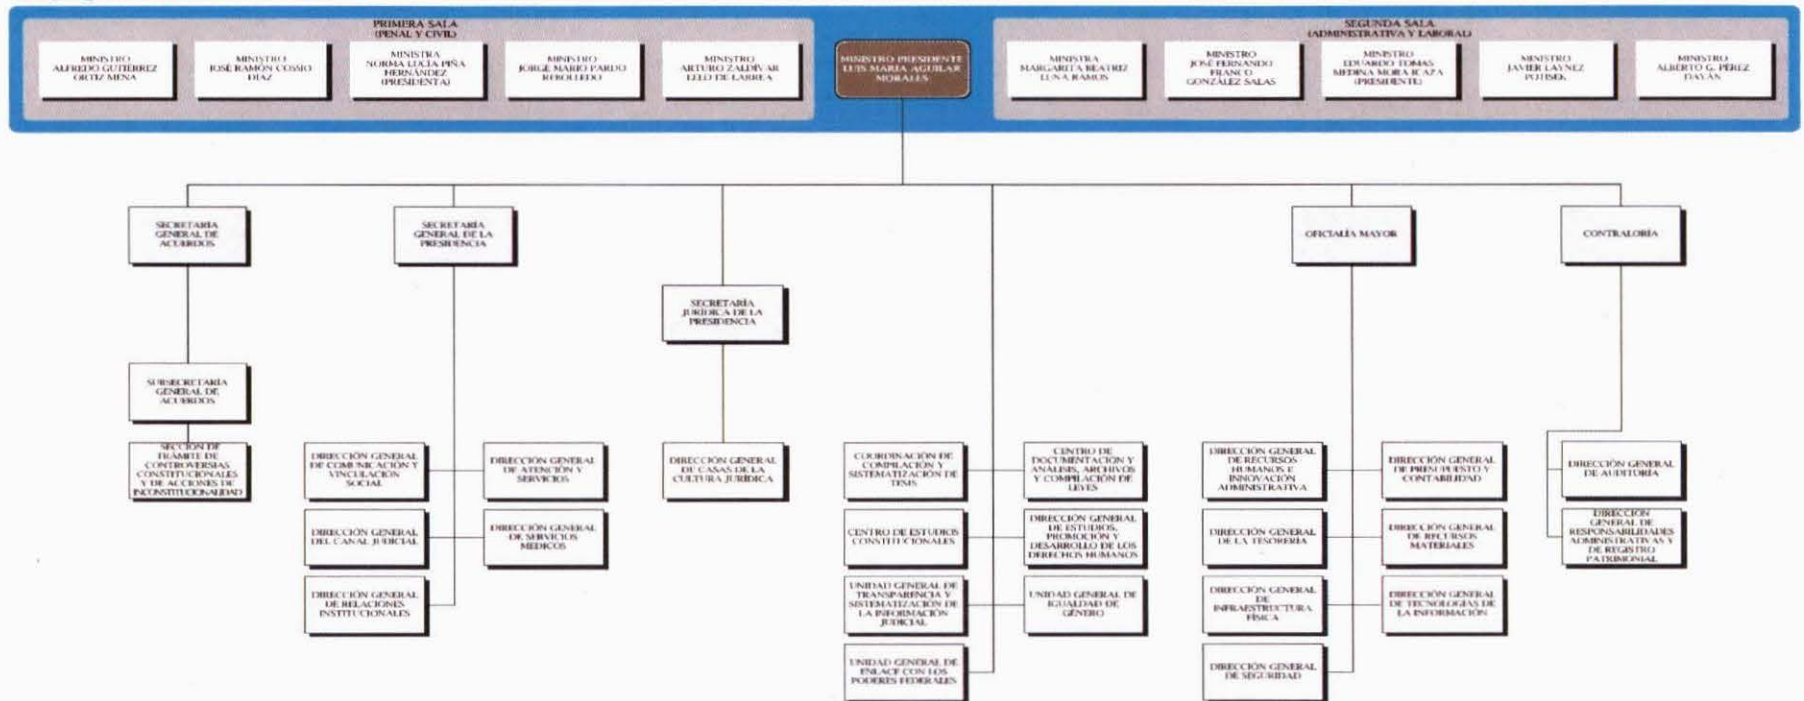 PRIMERA SALA
(PENAL Y CIVIL)
MINISTRO
ALFREDO GUTIÉRREZ
ORTIZ MENA
MINISTRO
JOSÉ RAMÓN COSSÍO
DÍAZ
MINISTRA
NORMA LUCÍA PIÑA
HERNÁNDEZ
(PRESIDENTA)
MINISTRO
JORGE MARIO PARDO
REBOLLEDO
MINISTRO
ARTURO ZALDÍVAR
LELO DE LARREA
MINISTRO PRESIDENTE
LUIS MARÍA AGUILAR
MORALES
SEGUNDA SALA
(ADMINISTRATIVA Y LABORAL)
MINISTRA
MARGARITA BEATRIZ
LUNA RAMOS
MINISTRO
JOSÉ FERNANDO
FRANCO
GONZÁLEZ SALAS
MINISTRO
EDUARDO TOMAS
MEDINA MORA ICAZA
(PRESIDENTE)
MINISTRO
JAVIER LAYNEZ
POTISEK
MINISTRO
ALBERTO G. PÉREZ
DAYÁN
SECRETARÍA
GENERAL DE
ACUERDOS
SECRETARÍA
GENERAL DE LA
PRESIDENCIA
OFICIALÍA MAYOR
CONTRALORÍA
SECRETARÍA
JURÍDICA DE LA
PRESIDENCIA
SUBSECRETARÍA
GENERAL DE
ACUERDOS
SECCIÓN DE
TRÁMITE DE
CONTROVERSIAS
CONSTITUCIONALES
Y DE ACCIONES DE
INCONSTITUCIONALIDAD
DIRECCIÓN GENERAL
DE COMUNICACIÓN Y
VINCULACIÓN
SOCIAL
DIRECCIÓN GENERAL
DE ATENCIÓN Y
SERVICIOS
DIRECCIÓN GENERAL
DE CASAS DE LA
CULTURA JURÍDICA
COORDINACIÓN DE
COMPILACIÓN Y
SISTEMATIZACIÓN DE
TESIS
CENTRO DE
DOCUMENTACIÓN Y
ANÁLISIS, ARCHIVOS
Y COMPILACIÓN DE
LEYES
DIRECCIÓN GENERAL
DE RECURSOS
HUMANOS E
INNOVACIÓN
ADMINISTRATIVA
DIRECCIÓN GENERAL
DE PRESUPUESTO Y
CONTABILIDAD
DIRECCIÓN GENERAL
DE AUDITORÍA
DIRECCIÓN GENERAL
DEL CANAL JUDICIAL
DIRECCIÓN GENERAL
DE SERVICIOS
MÉDICOS
CENTRO DE ESTUDIOS
CONSTITUCIONALES
DIRECCIÓN GENERAL
DE ESTUDIOS,
PROMOCIÓN Y
DESARROLLO DE LOS
DERECHOS HUMANOS
DIRECCIÓN GENERAL
DE LA TESORERÍA
DIRECCIÓN GENERAL
DE RECURSOS
MATERIALES
DIRECCIÓN
GENERAL DE
RESPONSABILIDADES
ADMINISTRATIVAS Y
DE REGISTRO
PATRIMONIAL
DIRECCIÓN GENERAL
DE RELACIONES
INSTITUCIONALES
UNIDAD GENERAL DE
TRANSPARENCIA Y
SISTEMATIZACIÓN DE
LA INFORMACIÓN
JUDICIAL
UNIDAD GENERAL DE
IGUALDAD DE
GÉNERO
DIRECCIÓN GENERAL
DE
INFRAESTRUCTURA
FÍSICA
DIRECCIÓN GENERAL
DE TECNOLOGÍAS DE
LA INFORMACIÓN
UNIDAD GENERAL DE
ENLACE CON LOS
PODERES FEDERALES
DIRECCIÓN GENERAL
DE SEGURIDAD